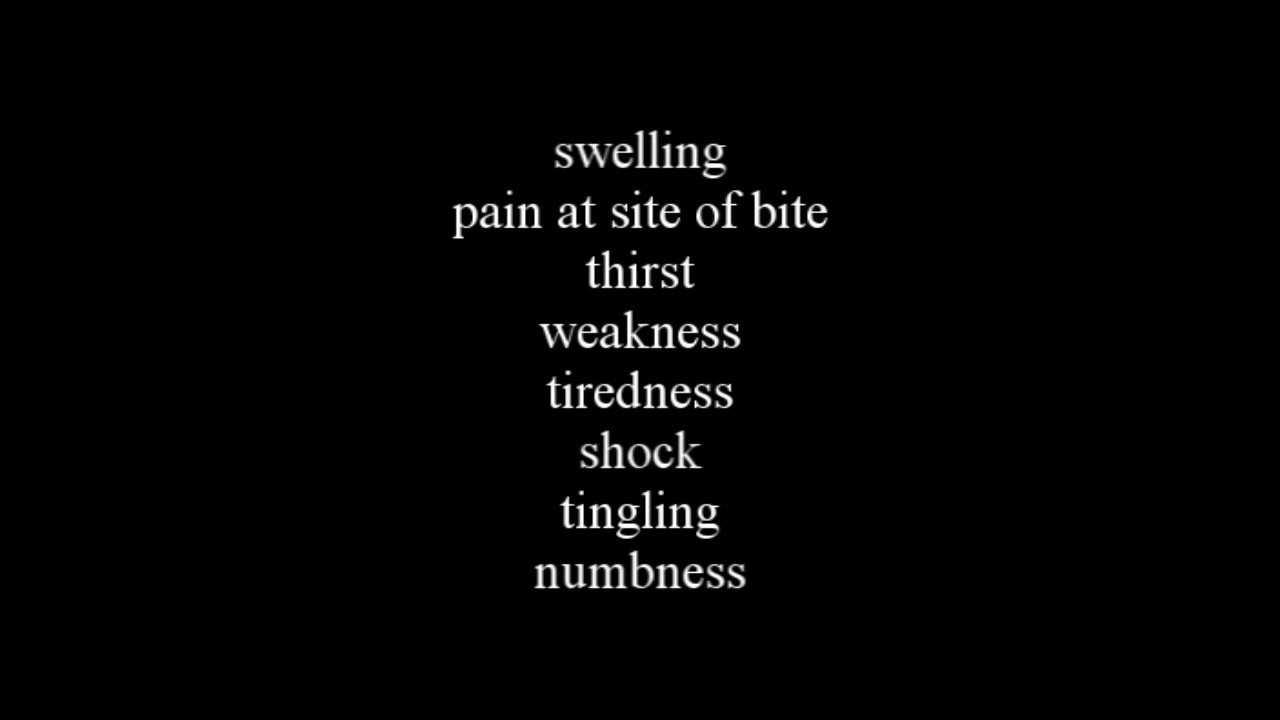 swelling
pain at site of bite
thirst
weakness
tiredness
shock
tingling
numbness